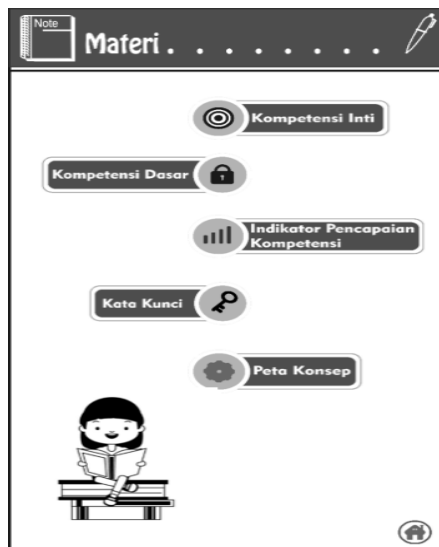 Note
Materi . . . . . . . .
Kompetensi Inti
Kompetensi Dasar
Indikator Pencapaian
Kompetensi
Kata Kunci
Peta Konsep